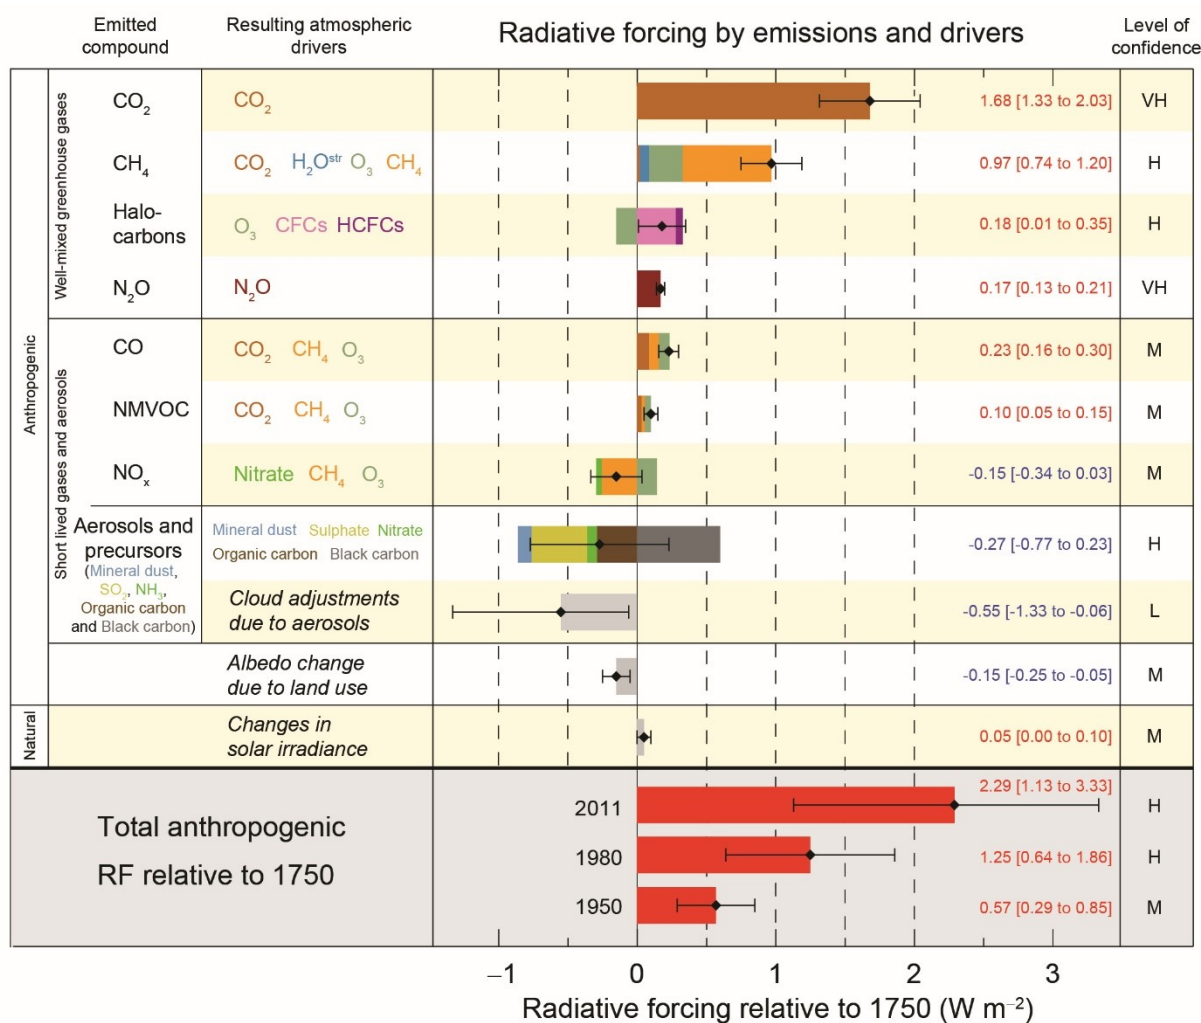 Emitted compound
Resulting atmospheric drivers
Radiative forcing by emissions and drivers
Level of confidence
Anthropogenic
Well-mixed greenhouse gases
CO₂ CO₂ 1.68 [1.33 to 2.03] VH
CH₄ CO₂ H₂Oˢᵗʳ O₃ CH₄ 0.97 [0.74 to 1.20] H
Halo-
carbons O₃ CFCs HCFCs 0.18 [0.01 to 0.35] H
N₂O N₂O 0.17 [0.13 to 0.21] VH
Short lived gases and aerosols
CO CO₂ CH₄ O₃ 0.23 [0.16 to 0.30] M
NMVOC CO₂ CH₄ O₃ 0.10 [0.05 to 0.15] M
NOₓ Nitrate CH₄ O₃ -0.15 [-0.34 to 0.03] M
Aerosols and
precursors
(Mineral dust,
SO₂, NH₃,
Organic carbon
and Black carbon)
Mineral dust Sulphate Nitrate
Organic carbon Black carbon
-0.27 [-0.77 to 0.23] H
Cloud adjustments
due to aerosols
-0.55 [-1.33 to -0.06] L
Albedo change
due to land use
-0.15 [-0.25 to -0.05] M
Natural
Changes in
solar irradiance
0.05 [0.00 to 0.10] M
Total anthropogenic
RF relative to 1750
2011 2.29 [1.13 to 3.33] H
1980 1.25 [0.64 to 1.86] H
1950 0.57 [0.29 to 0.85] M
−1 0 1 2 3
Radiative forcing relative to 1750 (W m⁻²)